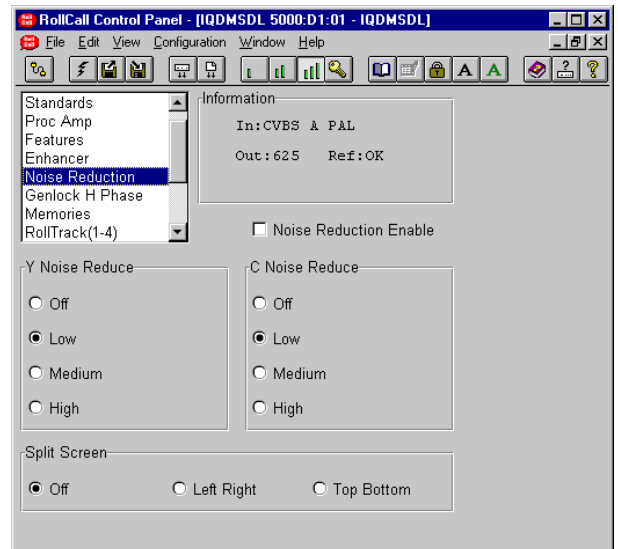 RollCall Control Panel - [IQDMSDL 5000:D1:01 - IQDMSDL]
File Edit View Configuration Window Help
A A ? ?
Standards
Proc Amp
Features
Enhancer
Noise Reduction
Genlock H Phase
Memories
RollTrack(1-4)
Information
In:CVBS A PAL
Out:625 Ref:OK
Noise Reduction Enable
Y Noise Reduce
Off
Low
Medium
High
C Noise Reduce
Off
Low
Medium
High
Split Screen
Off Left Right Top Bottom